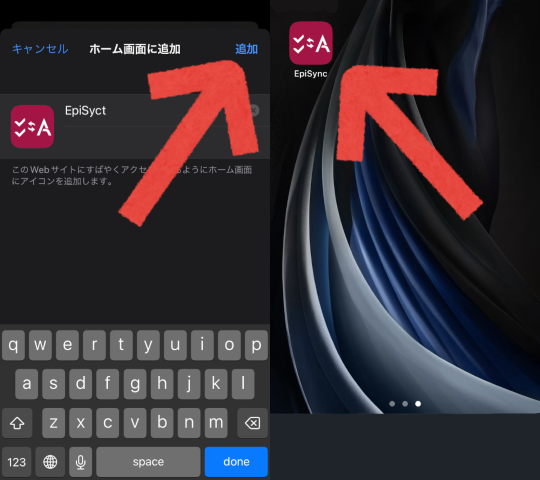 キャンセル
ホーム画面に追加
追加
EpiSyct
このWebサイトにすばやくアクセ
るようにホーム画面
にアイコンを追加します。
q w e r t y u i o p
a s d f g h j k l
z x c v b n m
123
space
done
A
EpiSync
A